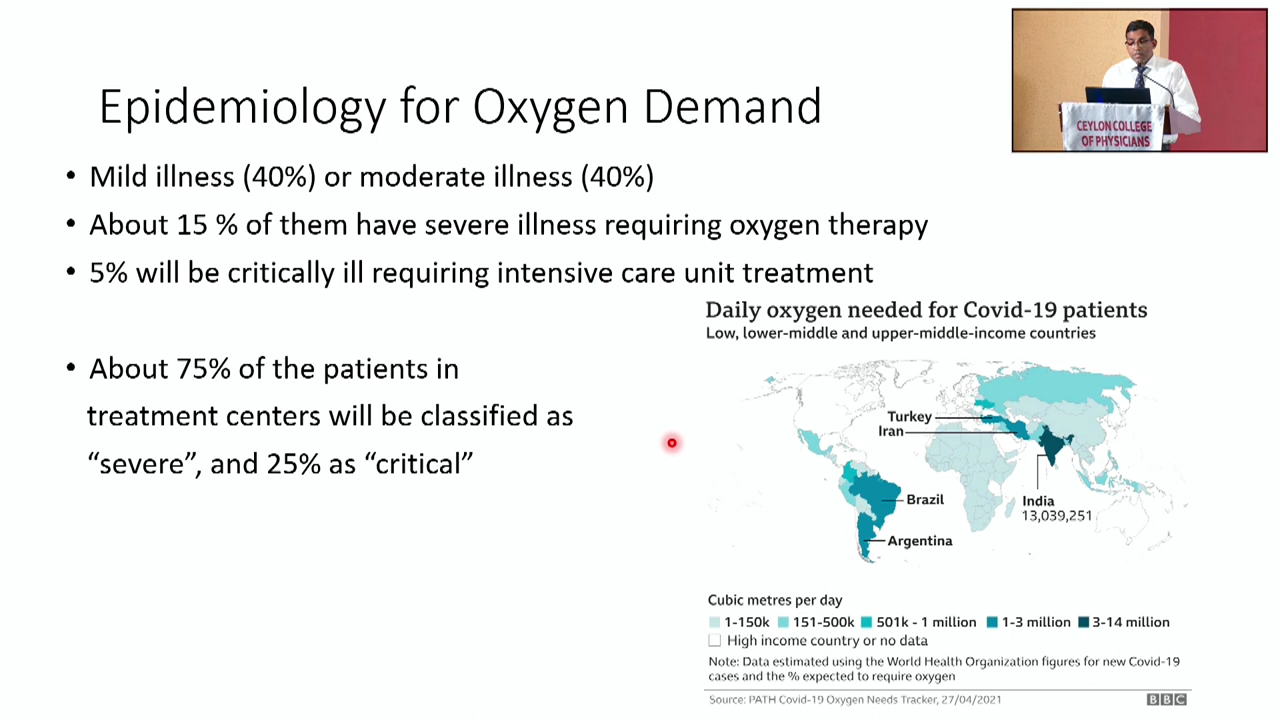 Epidemiology for Oxygen Demand
• Mild illness (40%) or moderate illness (40%)
• About 15 % of them have severe illness requiring oxygen therapy
• 5% will be critically ill requiring intensive care unit treatment
• About 75% of the patients in
treatment centers will be classified as
“severe”, and 25% as “critical”
CEYLON COLLEGE
OF PHYSICIANS
Daily oxygen needed for Covid-19 patients
Low, lower-middle and upper-middle-income countries
Turkey
Iran
Brazil
India
13,039,251
Argentina
Cubic metres per day
1-150k 151-500k 501k - 1 million 1-3 million 3-14 million
High income country or no data
Note: Data estimated using the World Health Organization figures for new Covid-19
cases and the % expected to require oxygen
Source: PATH Covid-19 Oxygen Needs Tracker, 27/04/2021
BBC